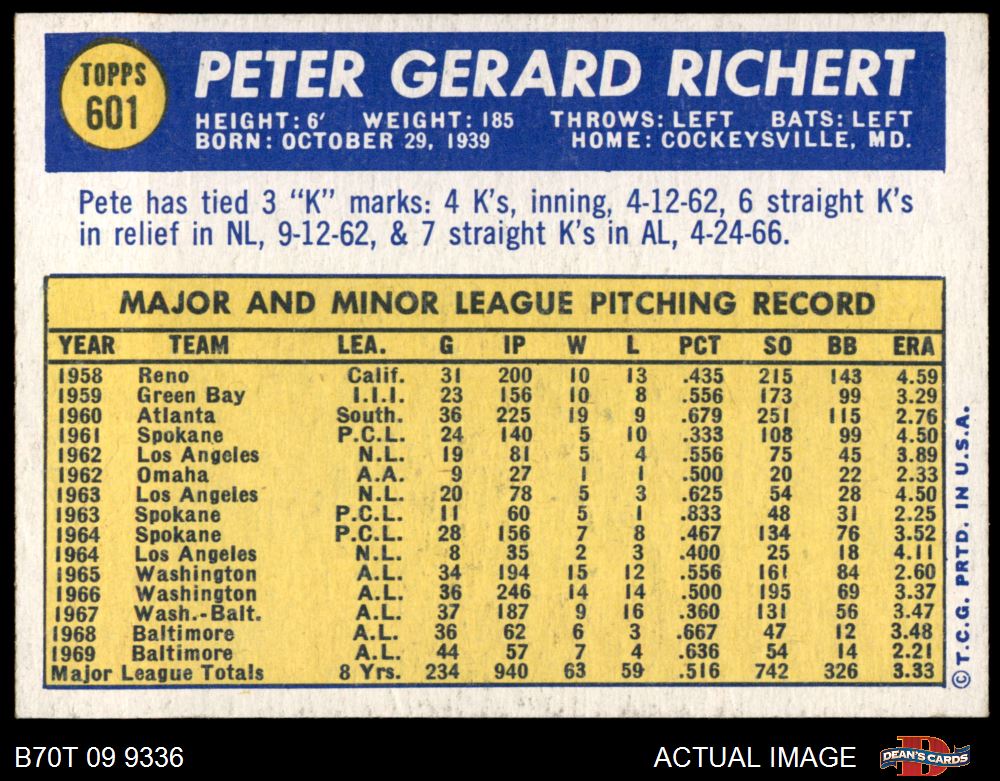 TOPPS
601
PETER GERARD RICHERT
HEIGHT: 6' WEIGHT: 185 THROWS: LEFT BATS: LEFT
BORN: OCTOBER 29, 1939 HOME: COCKEYSVILLE, MD.
Pete has tied 3 “K” marks: 4 K's, inning, 4-12-62, 6 straight K's
in relief in NL, 9-12-62, & 7 straight K's in AL, 4-24-66.
MAJOR AND MINOR LEAGUE PITCHING RECORD
YEAR TEAM LEA. G IP W L PCT SO BB ERA
1958 Reno Calif. 31 200 10 13 .435 215 143 4.59
1959 Green Bay I.I.I. 23 156 10 8 .556 173 99 3.29
1960 Atlanta South. 36 225 19 9 .679 251 115 2.76
1961 Spokane P.C.L. 24 140 5 10 .333 108 99 4.50
1962 Los Angeles N.L. 19 81 5 4 .556 75 45 3.89
1962 Omaha A.A. 9 27 1 1 .500 20 22 2.33
1963 Los Angeles N.L. 20 78 5 3 .625 54 28 4.50
1963 Spokane P.C.L. 11 60 5 1 .833 48 31 2.25
1964 Spokane P.C.L. 28 156 7 8 .467 134 76 3.52
1964 Los Angeles N.L. 8 35 2 3 .400 25 18 4.11
1965 Washington A.L. 34 194 15 12 .556 161 84 2.60
1966 Washington A.L. 36 246 14 14 .500 195 69 3.37
1967 Wash.-Balt. A.L. 37 187 9 16 .360 131 56 3.47
1968 Baltimore A.L. 36 62 6 3 .667 47 12 3.48
1969 Baltimore A.L. 44 57 7 4 .636 54 14 2.21
Major League Totals 8 Yrs. 234 940 63 59 .516 742 326 3.33
© T.C.G. PRTD. IN U.S.A.
B70T 09 9336 ACTUAL IMAGE DEAN'S CARDS